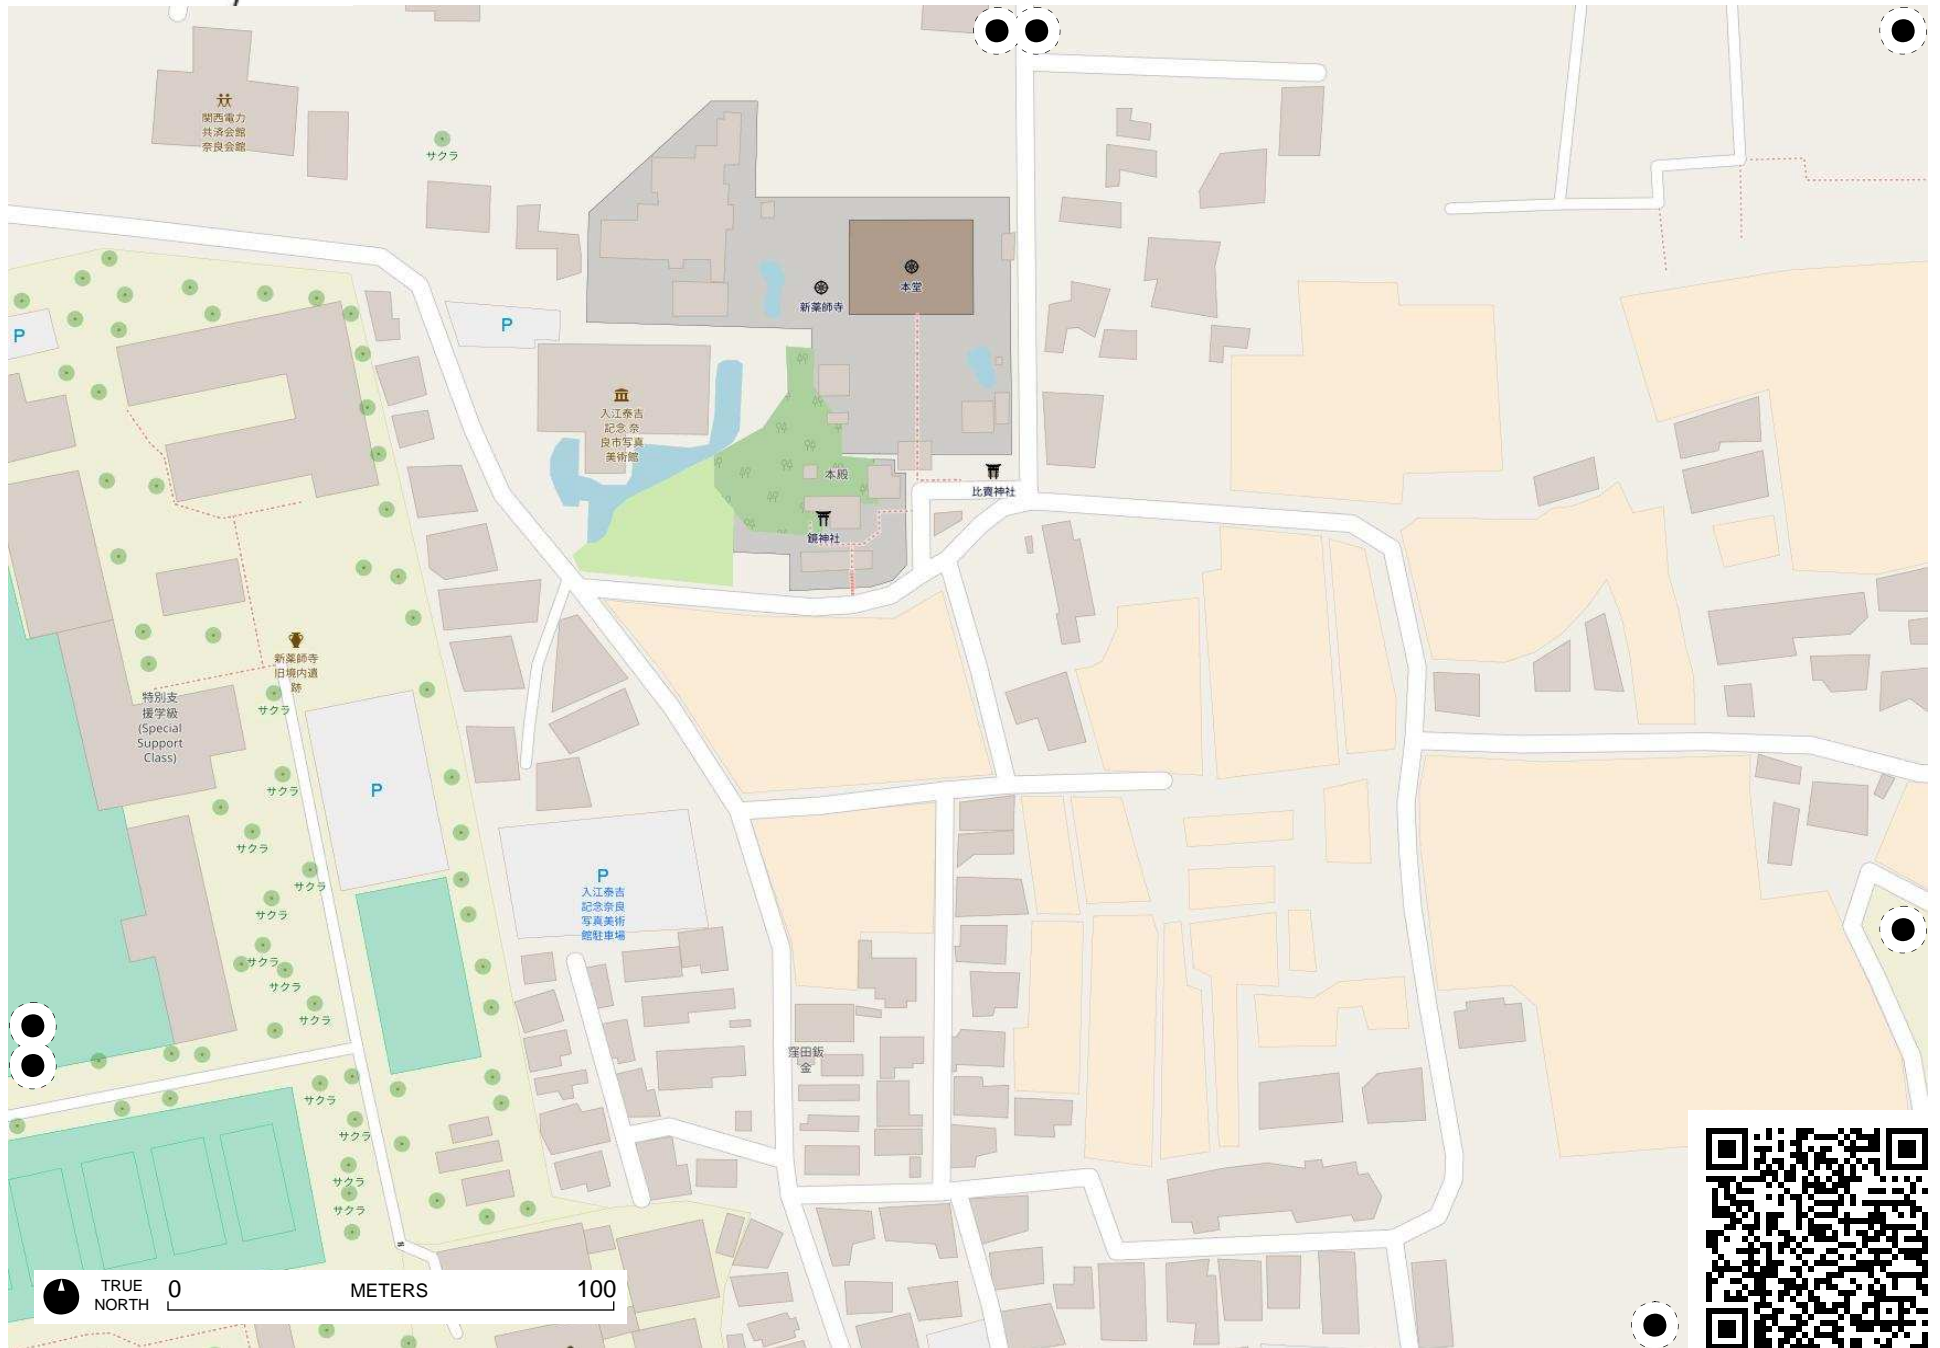 関西電力
共済会館
奈良会館
サクラ
本堂
新薬師寺
P
P
入江泰吉
記念 奈
良市写真
美術館
本殿
比賣神社
鏡神社
新薬師寺
旧境内遺
跡
サクラ
特別支
援学級
(Special
Support
Class)
サクラ
P
サクラ
サクラ
サクラ
サクラ
サクラ
サクラ
P
入江泰吉
記念奈良
写真美術
館駐車場
窪田鈑
金
サクラ
サクラ
サクラ
サクラ
TRUE
NORTH
0 METERS 100